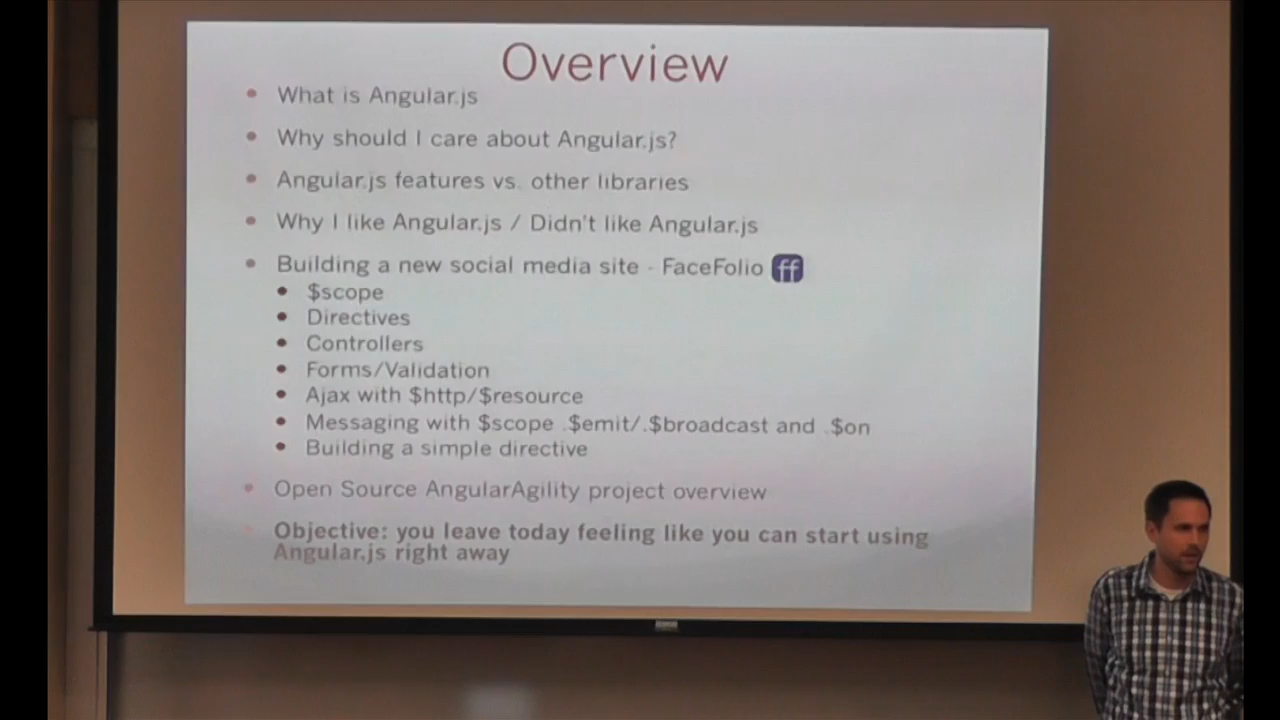 Overview
What is Angular.js
Why should I care about Angular.js?
Angular.js features vs. other libraries
Why I like Angular.js / Didn't like Angular.js
Building a new social media site - FaceFolio ff
$scope
Directives
Controllers
Forms/Validation
Ajax with $http/$resource
Messaging with $scope .$emit/.$broadcast and .$on
Building a simple directive
Open Source AngularAgility project overview
Objective: you leave today feeling like you can start using
Angular.js right away